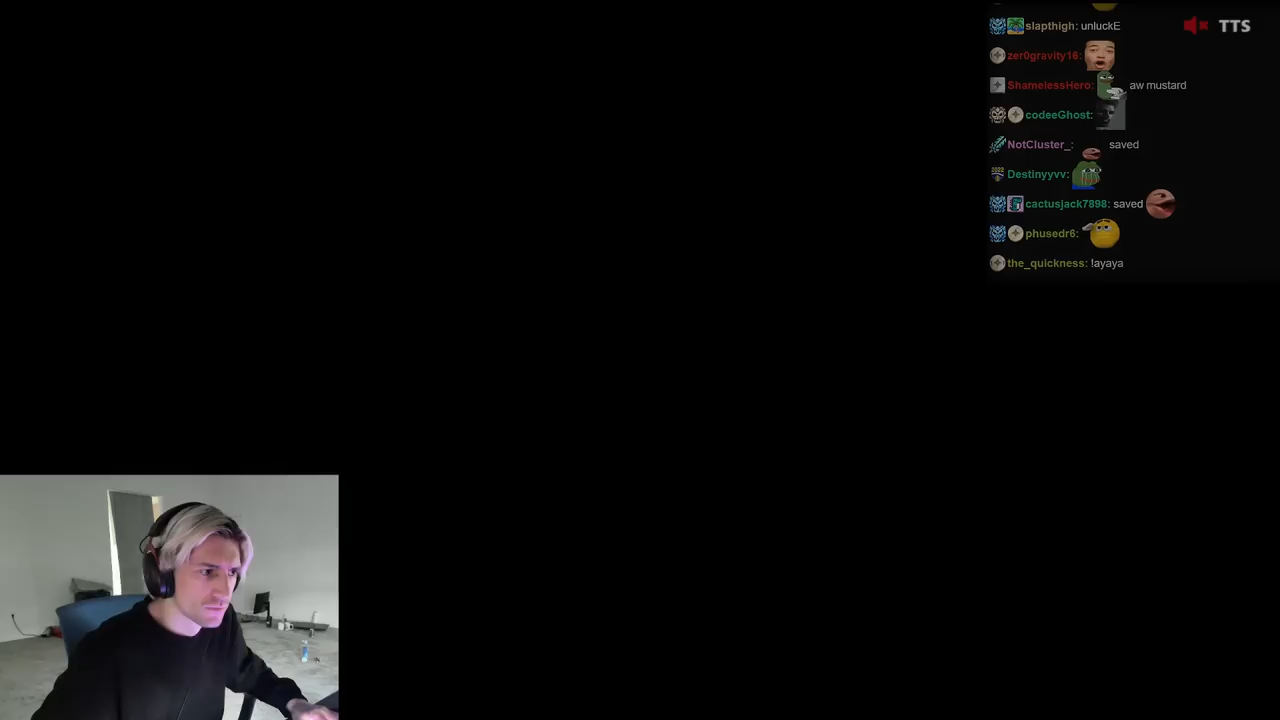 slapthigh: unluckE
TTS
zer0gravity16:
ShamelessHero: aw mustard
codeeGhost:
NotCluster_: saved
Destinyyvv:
cactusjack7898: saved
phusedr6:
the_quickness: !ayaya